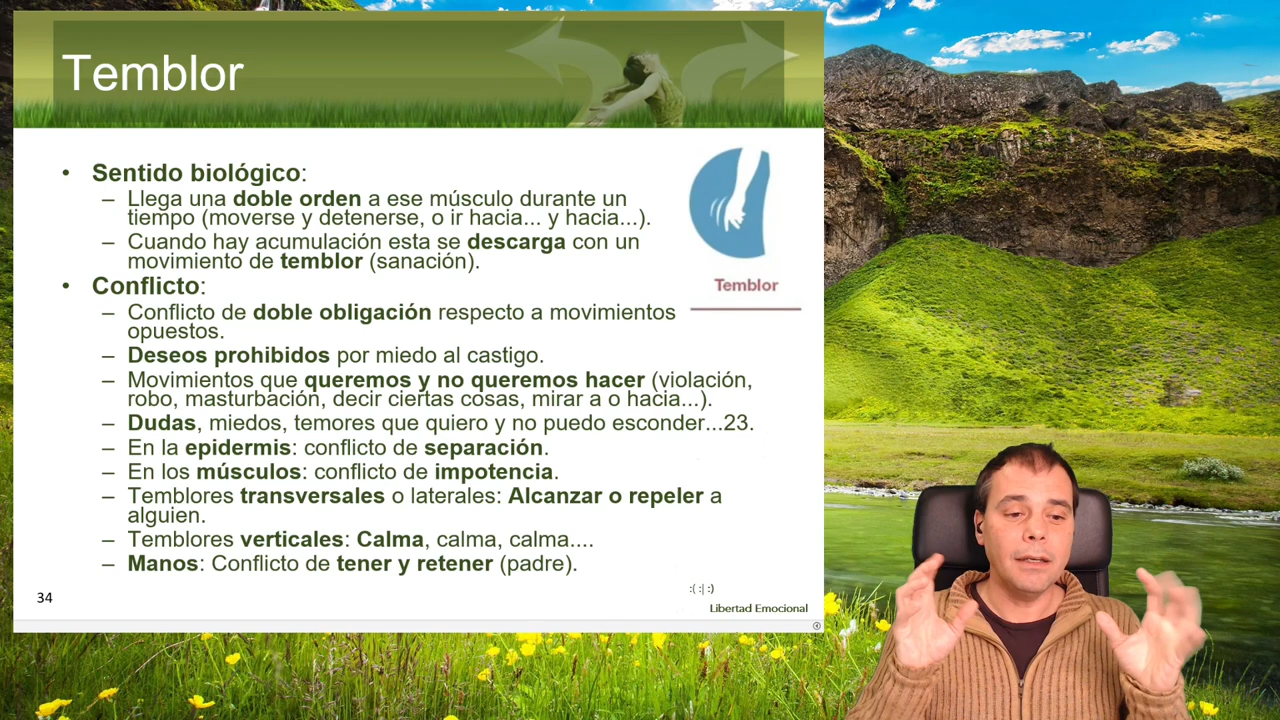 Temblor
• Sentido biológico:
– Llega una doble orden a ese músculo durante un
tiempo (moverse y detenerse, o ir hacia... y hacia...).
– Cuando hay acumulación esta se descarga con un
movimiento de temblor (sanación).
• Conflicto:
– Conflicto de doble obligación respecto a movimientos
opuestos.
– Deseos prohibidos por miedo al castigo.
– Movimientos que queremos y no queremos hacer (violación,
robo, masturbación, decir ciertas cosas, mirar a o hacia...).
– Dudas, miedos, temores que quiero y no puedo esconder...23.
– En la epidermis: conflicto de separación.
– En los músculos: conflicto de impotencia.
– Temblores transversales o laterales: Alcanzar o repeler a
alguien.
– Temblores verticales: Calma, calma, calma....
– Manos: Conflicto de tener y retener (padre).
Temblor
34
:( :| :)
Libertad Emocional